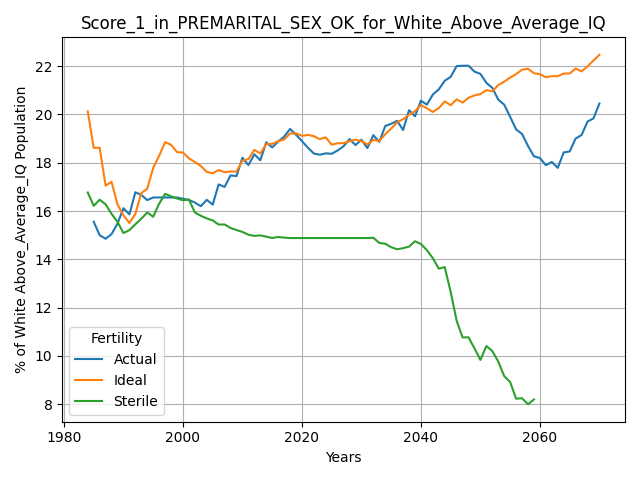 Score_1_in_PREMARITAL_SEX_OK_for_White_Above_Average_IQ
% of White Above_Average_IQ Population
22
20
18
16
14
12
10
8
Fertility
Actual
Ideal
Sterile
1980 2000 2020 2040 2060
Years